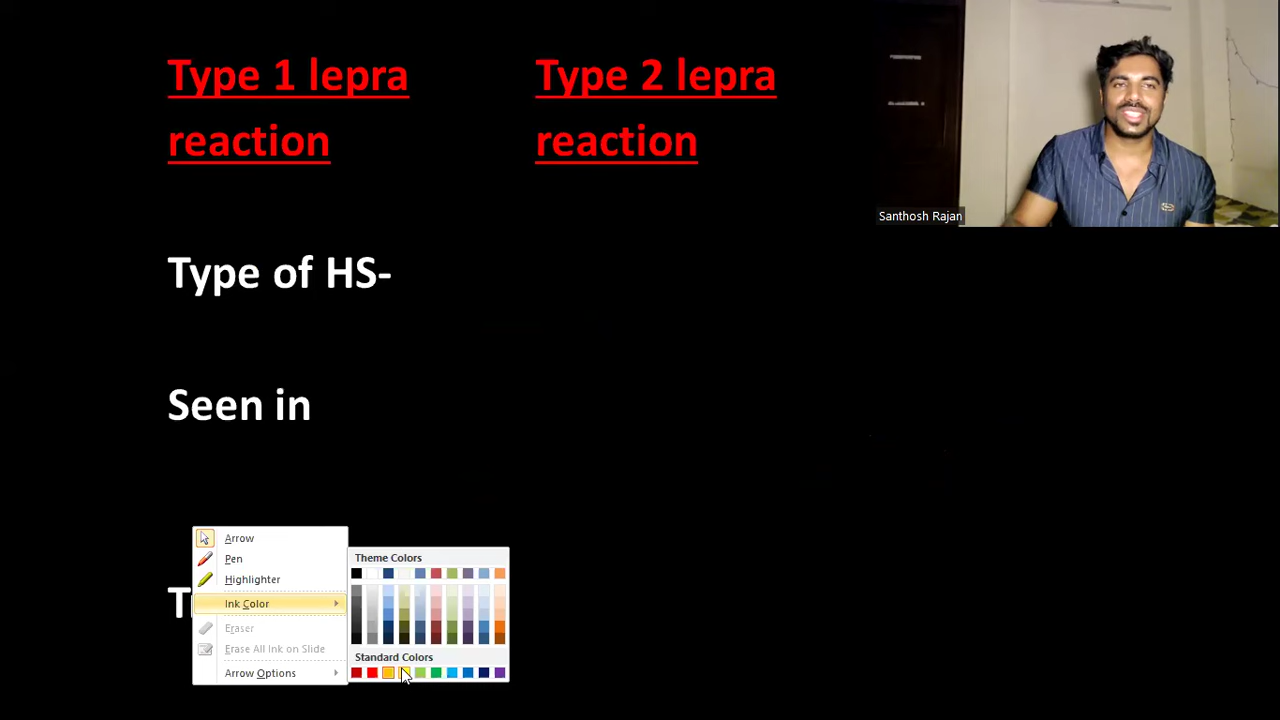 Type 1 lepra
reaction
Type 2 lepra
reaction
Santhosh Rajan
Type of HS-
Seen in
Arrow
Pen
Highlighter
Ink Color
Eraser
Erase All Ink on Slide
Arrow Options
Theme Colors
Standard Colors